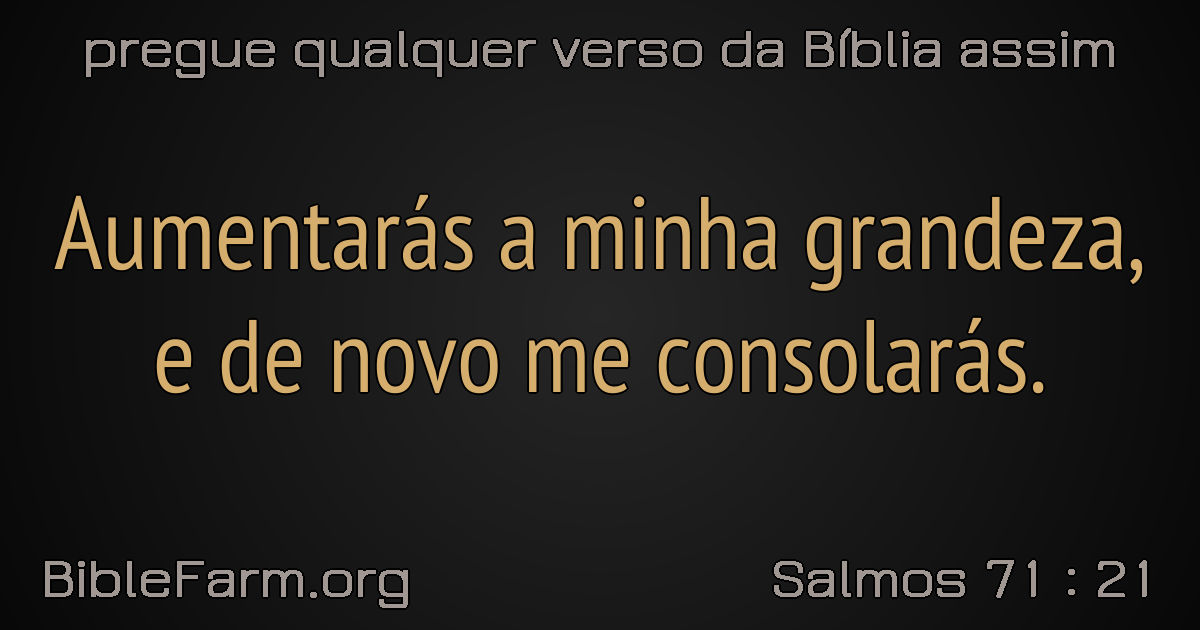 pregue qualquer verso da Bíblia assim
Aumentarás a minha grandeza,
e de novo me consolarás.
BibleFarm.org
Salmos 71 : 21